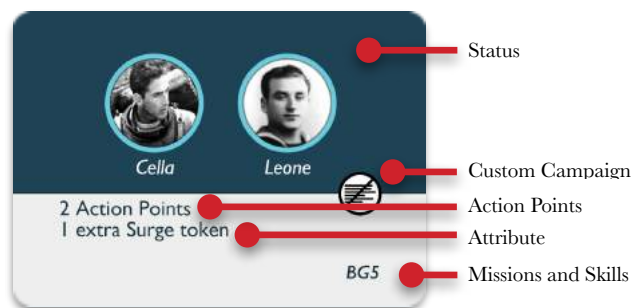 Status
Cella Leone
Custom Campaign
2 Action Points
Action Points
1 extra Surge token
Attribute
BG5
Missions and Skills